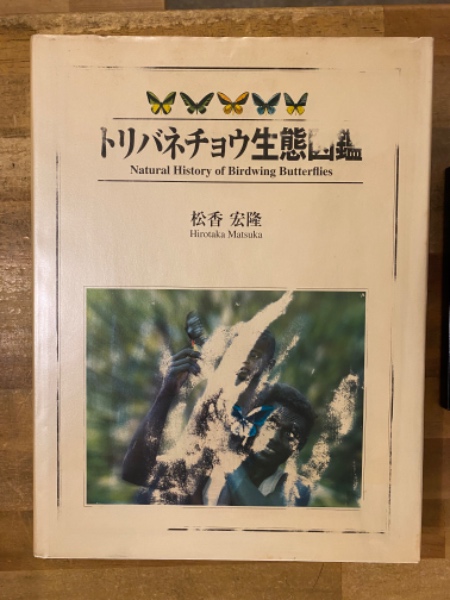 トリバネチョウ生態図鑑
Natural History of Birdwing Butterflies
松香 宏隆
Hirotaka Matsuka